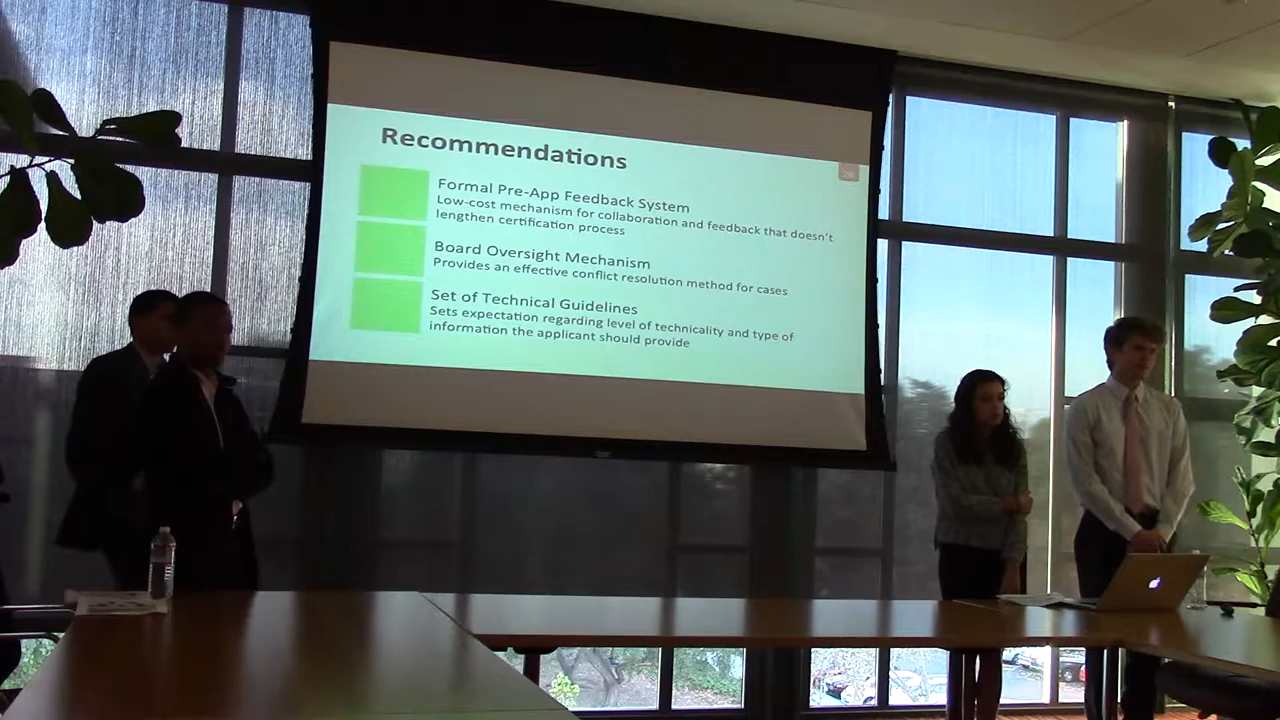 Recommendations
28
Formal Pre-App Feedback System
Low-cost mechanism for collaboration and feedback that doesn't
lengthen certification process
Board Oversight Mechanism
Provides an effective conflict resolution method for cases
Set of Technical Guidelines
Sets expectation regarding level of technicality and type of
information the applicant should provide